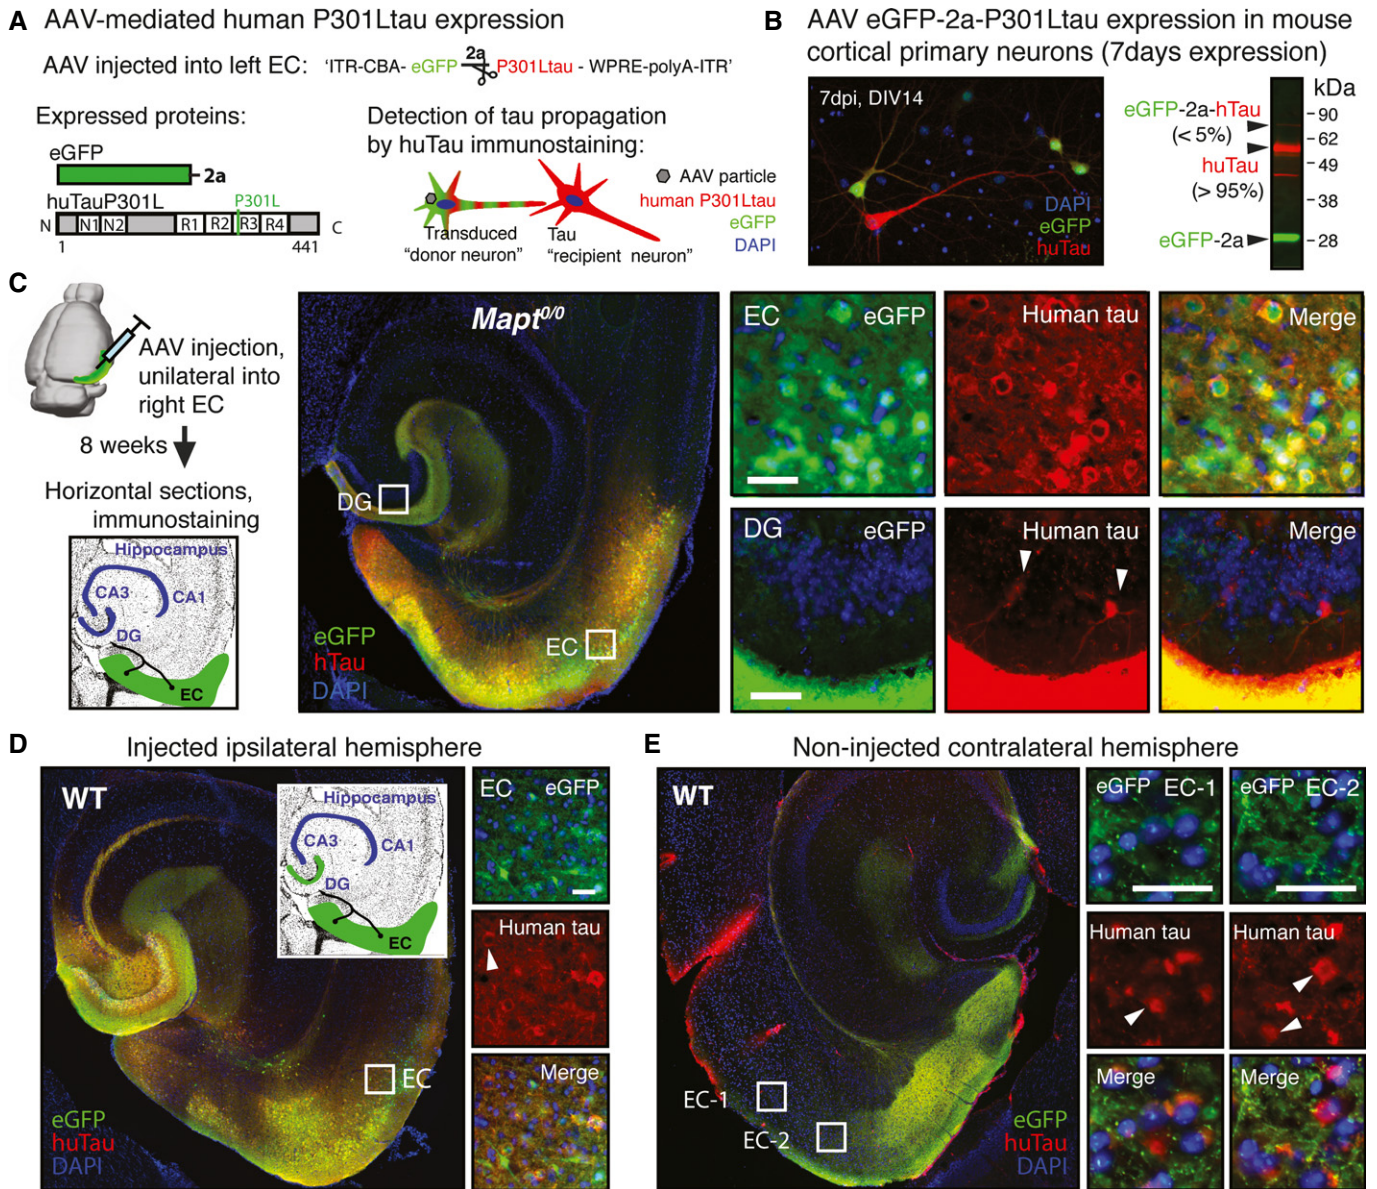 A AAV-mediated human P301Ltau expression
AAV injected into left EC: 'ITR-CBA- eGFP 2a P301Ltau - WPRE-polyA-ITR'
Expressed proteins:
eGFP
2a
huTauP301L
P301L
N N1 N2 R1 R2 R3 R4 C
1 441
Detection of tau propagation
by huTau immunostaining:
AAV particle
human P301Ltau
eGFP
DAPI
Transduced
"donor neuron"
Tau
"recipient neuron"
B AAV eGFP-2a-P301Ltau expression in mouse
cortical primary neurons (7days expression)
7dpi, DIV14
DAPI
eGFP
huTau
kDa
eGFP-2a-hTau
(< 5%)
huTau
(> 95%)
eGFP-2a
-90
-62
-49
-38
-28
C
AAV injection,
unilateral into
right EC
8 weeks
Horizontal sections,
immunostaining
Hippocampus
CA3
CA1
DG
EC
Mapt0/0
DG
EC
eGFP
hTau
DAPI
EC eGFP
Human tau
Merge
DG eGFP
Human tau
Merge
D Injected ipsilateral hemisphere
WT
Hippocampus
CA3
CA1
DG
EC
EC
eGFP
huTau
DAPI
EC eGFP
Human tau
Merge
E Non-injected contralateral hemisphere
WT
EC-1
EC-2
eGFP
huTau
DAPI
eGFP EC-1
eGFP EC-2
Human tau
Human tau
Merge
Merge